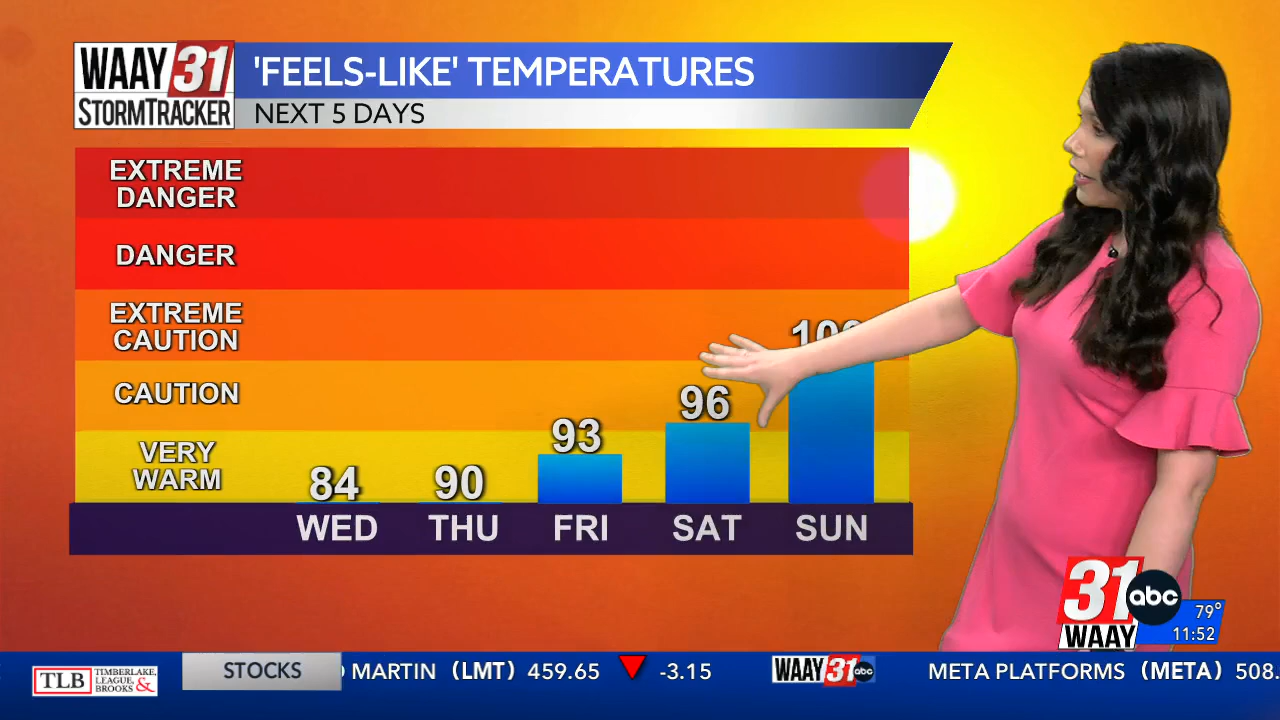 WAAY 31
STORMTRACKER
'FEELS-LIKE' TEMPERATURES
NEXT 5 DAYS
EXTREME
DANGER
DANGER
EXTREME
CAUTION
CAUTION
VERY
WARM
84
90
93
96
WED
THU
FRI
SAT
SUN
31
abc
WAAY
79°
11:52
TLB
TIMBERLAKE,
LEAGUE, &
BROOKS
STOCKS
MARTIN (LMT) 459.65 -3.15
WAAY 31 abc
META PLATFORMS (META) 508.